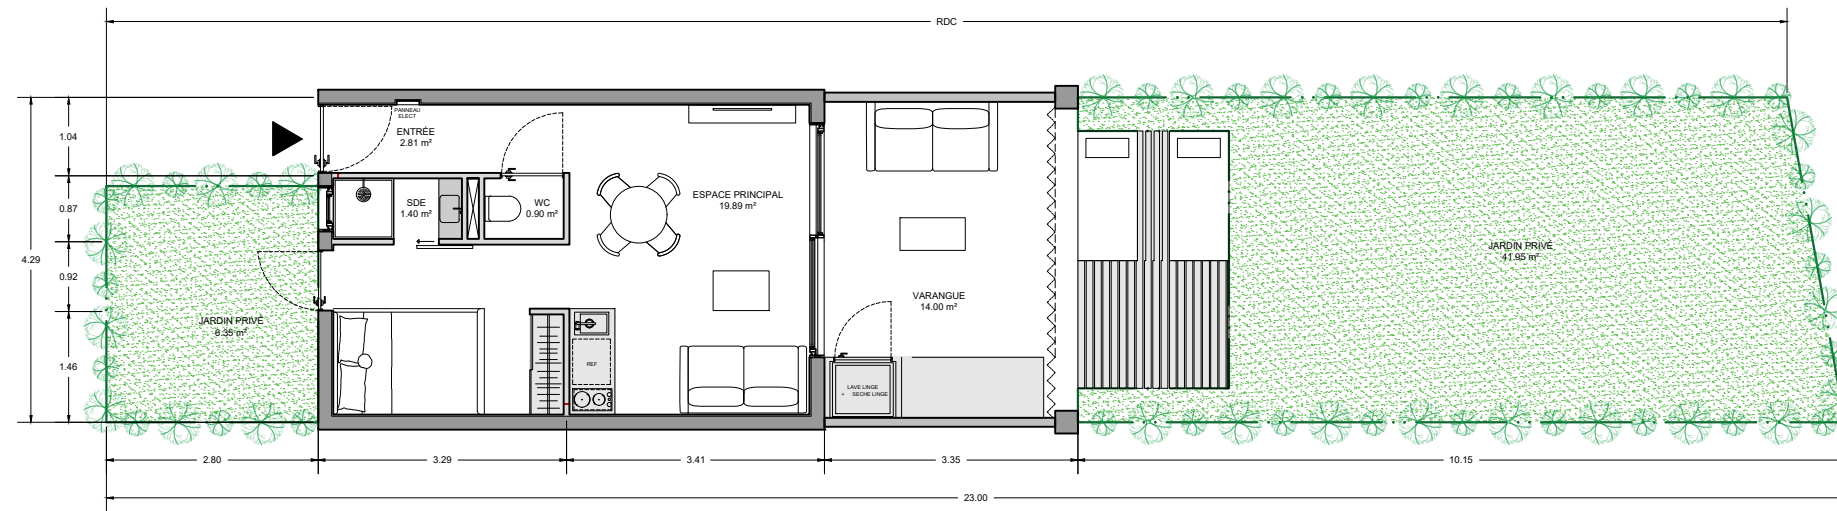 RDC
PANNEAU
ELECT
ENTRÉE
2.81 m²
1.04
SDE
1.40 m²
WC
0.90 m²
ESPACE PRINCIPAL
19.89 m²
0.87
4.29
0.92
JARDIN PRIVÉ
41.95 m²
VARANGUE
14.00 m²
JARDIN PRIVÉ
6.35 m²
1.46
REF
LAVE LINGE
+ SECHE LINGE
2.80
3.29
3.41
3.35
10.15
23.00